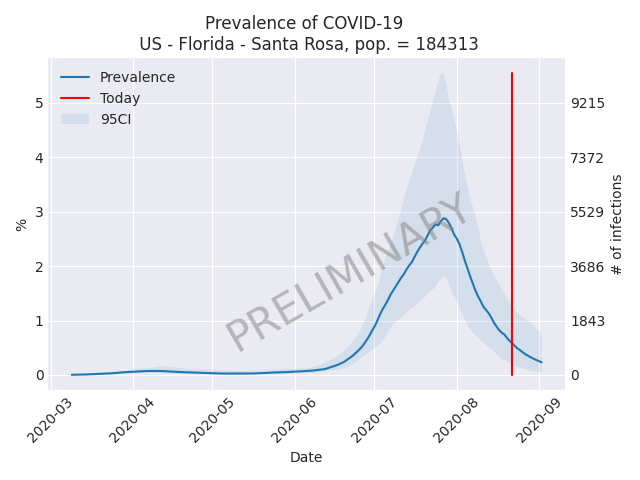 Prevalence of COVID-19
US - Florida - Santa Rosa, pop. = 184313
Prevalence
Today
95CI
5
4
3
2
1
0
%
9215
7372
5529
3686
1843
0
# of infections
PRELIMINARY
2020-03
2020-04
2020-05
2020-06
2020-07
2020-08
2020-09
Date